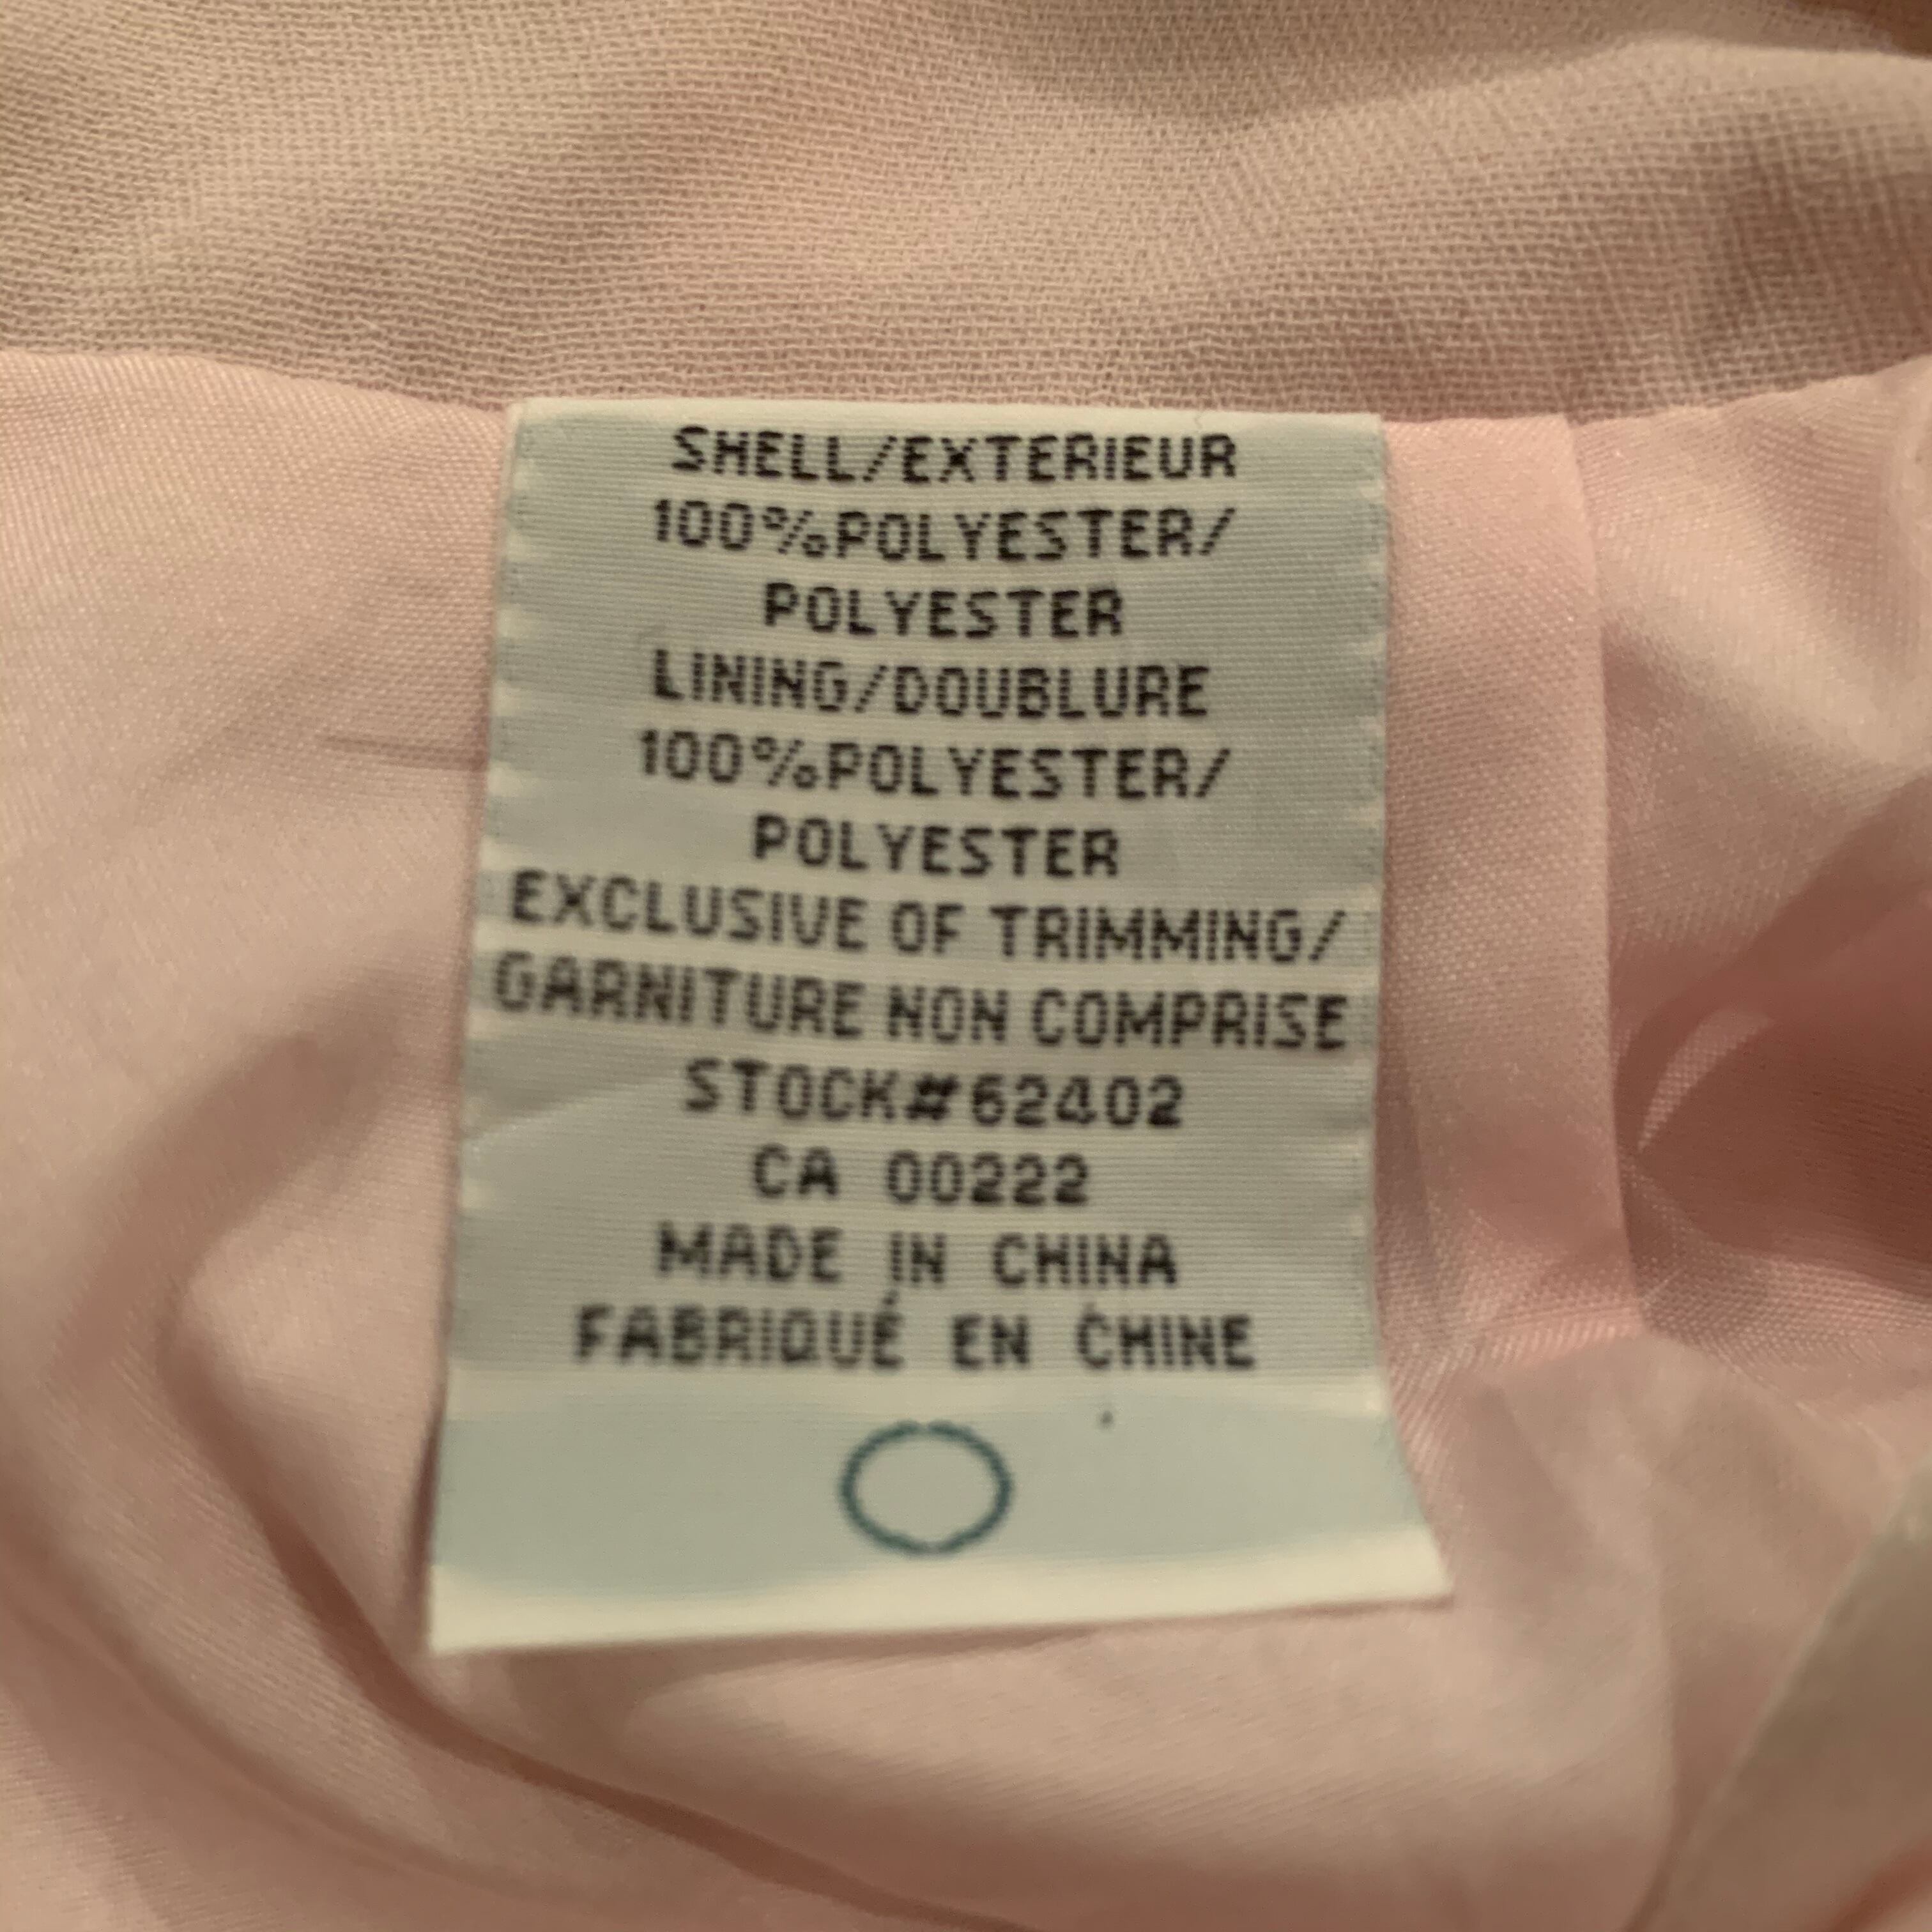 SHELL/EXTERIEUR
100%POLYESTER/
POLYESTER
LINING/DOUBLURE
100%POLYESTER/
POLYESTER
EXCLUSIVE OF TRIMMING/
GARNITURE NON COMPRISE
STOCK#62402
CA 00222
MADE IN CHINA
FABRIQUÉ EN CHINE